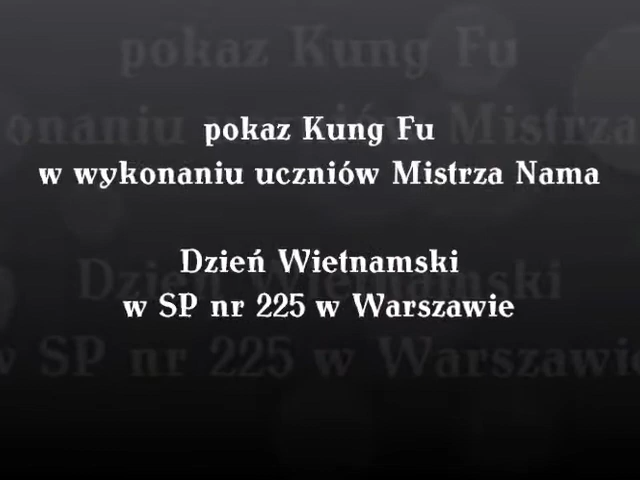 pokaz Kung Fu
w wykonaniu uczniów Mistrza Nama
Dzień Wietnamski
w SP nr 225 w Warszawie